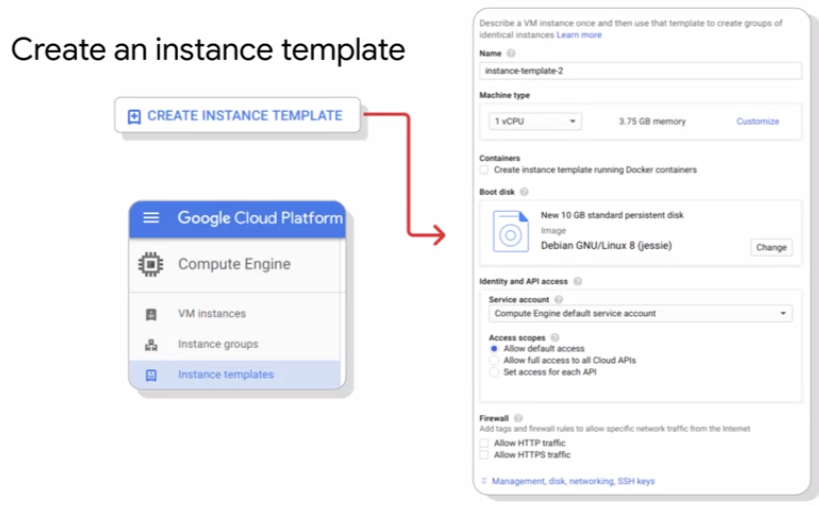 Create an instance template
CREATE INSTANCE TEMPLATE
Google Cloud Platform
Compute Engine
VM instances
Instance groups
Instance templates
Describe a VM instance once and then use that template to create groups of
identical instances Learn more
Name
instance-template-2
Machine type
1 vCPU
3.75 GB memory
Customize
Containers
Create instance template running Docker containers
Boot disk
New 10 GB standard persistent disk
Image
Debian GNU/Linux 8 (jessie)
Change
Identity and API access
Service account
Compute Engine default service account
Access scopes
Allow default access
Allow full access to all Cloud APIs
Set access for each API
Firewall
Add tags and firewall rules to allow specific network traffic from the Internet
Allow HTTP traffic
Allow HTTPS traffic
Management, disk, networking, SSH keys